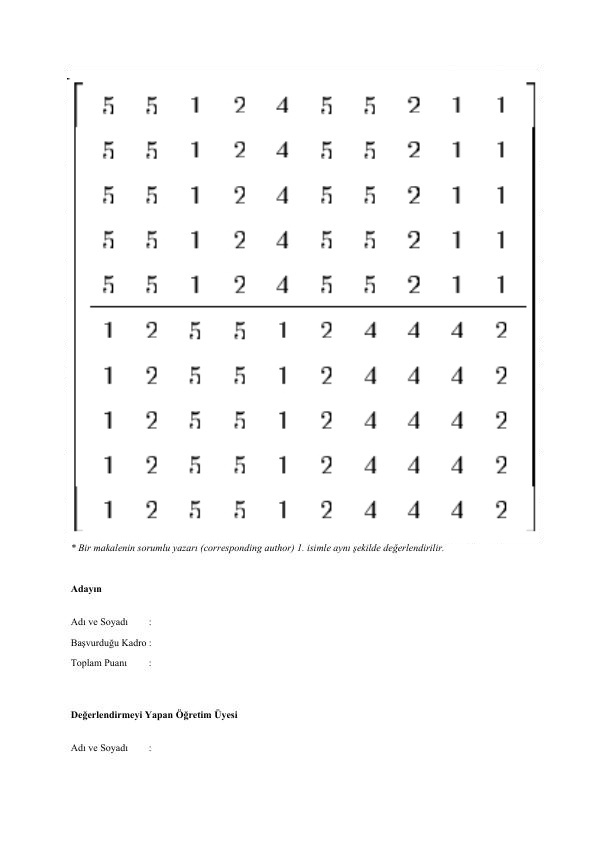 5 5 1 2 4 5 5 2 1 1
5 5 1 2 4 5 5 2 1 1
5 5 1 2 4 5 5 2 1 1
5 5 1 2 4 5 5 2 1 1
5 5 1 2 4 5 5 2 1 1
1 2 5 5 1 2 4 4 4 2
1 2 5 5 1 2 4 4 4 2
1 2 5 5 1 2 4 4 4 2
1 2 5 5 1 2 4 4 4 2
1 2 5 5 1 2 4 4 4 2
* Bir makalenin sorumlu yazarı (corresponding author) 1. isimle aynı şekilde değerlendirilir.
Adayın
Adı ve Soyadı :
Başvurduğu Kadro :
Toplam Puanı :
Değerlendirmeyi Yapan Öğretim Üyesi
Adı ve Soyadı :